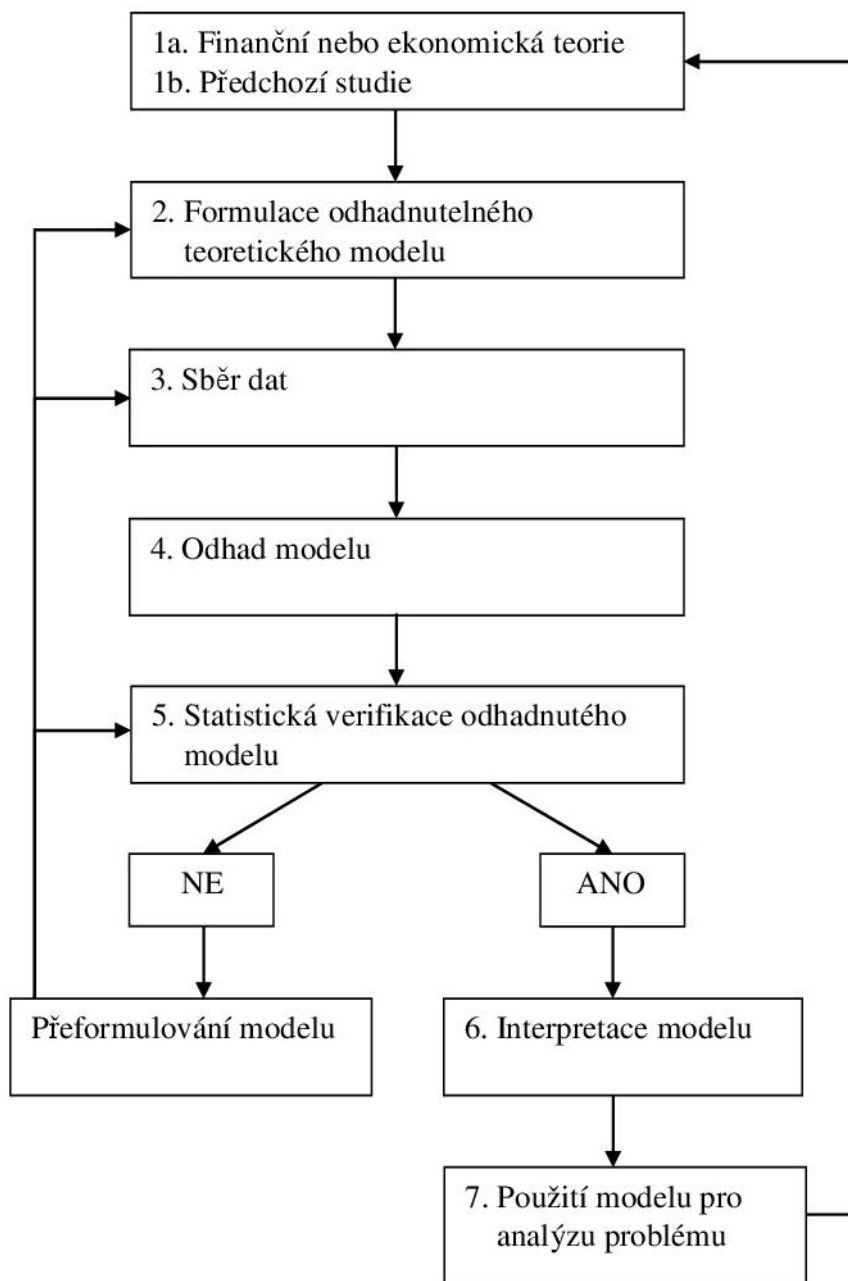 1a. Finanční nebo ekonomická teorie
1b. Předchozí studie
2. Formulace odhadnutelného
teoretického modelu
3. Sběr dat
4. Odhad modelu
5. Statistická verifikace odhadnutého
modelu
NE
ANO
Přeformulování modelu
6. Interpretace modelu
7. Použití modelu pro
analýzu problému